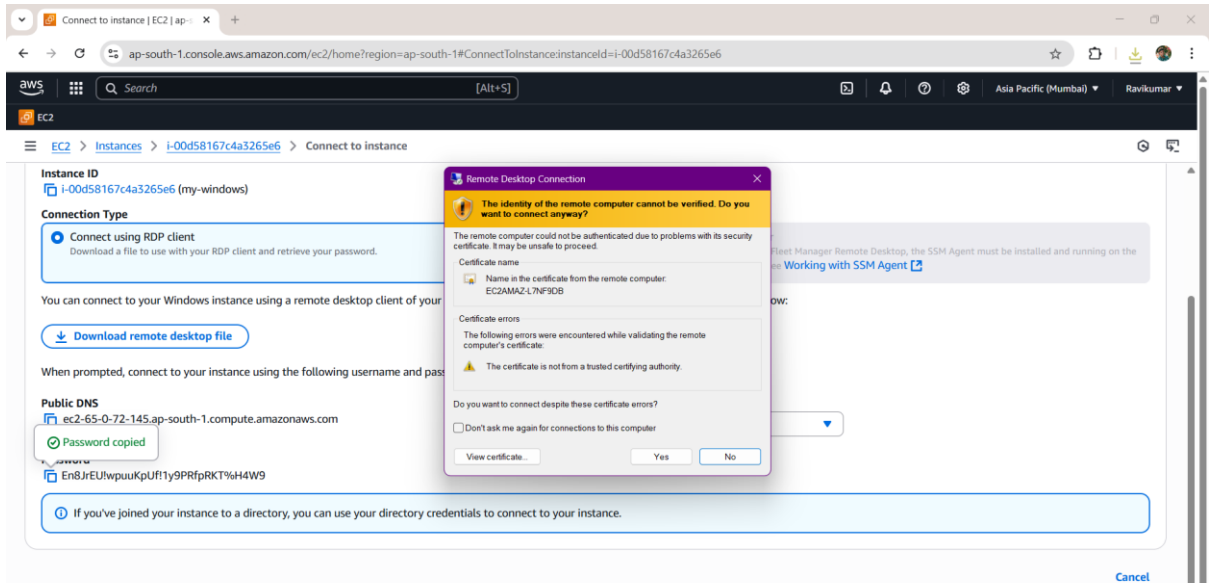 Connect to instance | EC2 | ap-s
ap-south-1.console.aws.amazon.com/ec2/home?region=ap-south-1#ConnectToInstance:instanceId=i-00d58167c4a3265e6
aws
Search
[Alt+S]
Asia Pacific (Mumbai)
Ravikumar
EC2
EC2 > Instances > i-00d58167c4a3265e6 > Connect to instance
Instance ID
i-00d58167c4a3265e6 (my-windows)
Connection Type
Connect using RDP client
Download a file to use with your RDP client and retrieve your password.
Fleet Manager Remote Desktop, the SSM Agent must be installed and running on the
Working with SSM Agent
You can connect to your Windows instance using a remote desktop client of your
ow:
Download remote desktop file
When prompted, connect to your instance using the following username and pas
Public DNS
ec2-65-0-72-145.ap-south-1.compute.amazonaws.com
Password copied
Password
En8JrEU!wpuuKpUf!1y9PRfpRKT%H4W9
If you've joined your instance to a directory, you can use your directory credentials to connect to your instance.
Cancel
Remote Desktop Connection
The identity of the remote computer cannot be verified. Do you
want to connect anyway?
The remote computer could not be authenticated due to problems with its security
certificate. It may be unsafe to proceed.
Certificate name
Name in the certificate from the remote computer:
EC2AMAZ-L7NF9DB
Certificate errors
The following errors were encountered while validating the remote
computer's certificate:
The certificate is not from a trusted certifying authority.
Do you want to connect despite these certificate errors?
Don't ask me again for connections to this computer
View certificate...
Yes
No